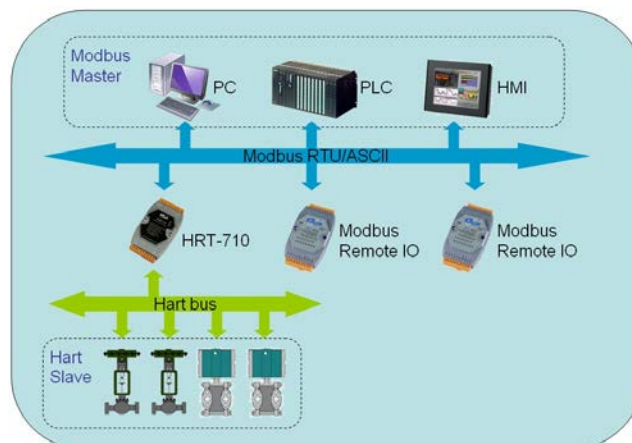 Modbus
Master
PC
PLC
HMI
Modbus RTU/ASCII
HRT-710
Modbus
Remote IO
Modbus
Remote IO
Hart bus
Hart
Slave